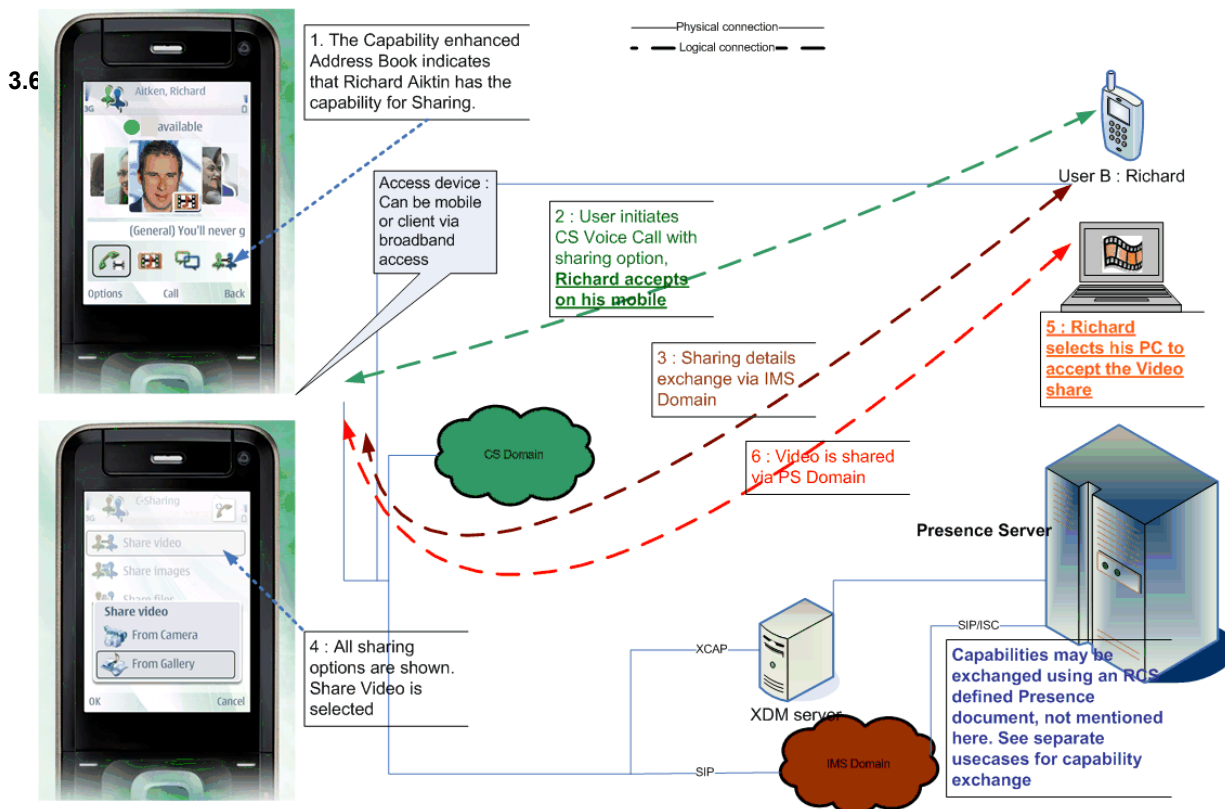 3.6
3G
Aitken, Richard
available
(General) You'll never g
Options
Call
Back
1. The Capability enhanced
Address Book indicates
that Richard Aiktin has the
capability for Sharing.
Physical connection
Logical connection
Access device :
Can be mobile
or client via
broadband
access
2 : User initiates
CS Voice Call with
sharing option,
Richard accepts
on his mobile
User B : Richard
3 : Sharing details
exchange via IMS
Domain
5 : Richard
selects his PC to
accept the Video
share
CS Domain
6 : Video is shared
via PS Domain
3G
C-Sharing
Share video
Share images
Share files
Share video
From Camera
From Gallery
OK
Cancel
4 : All sharing
options are shown.
Share Video is
selected
Presence Server
XCAP
XDM server
SIP/ISC
SIP
IMS Domain
Capabilities may be
exchanged using an RCS
defined Presence
document, not mentioned
here. See separate
usecases for capability
exchange